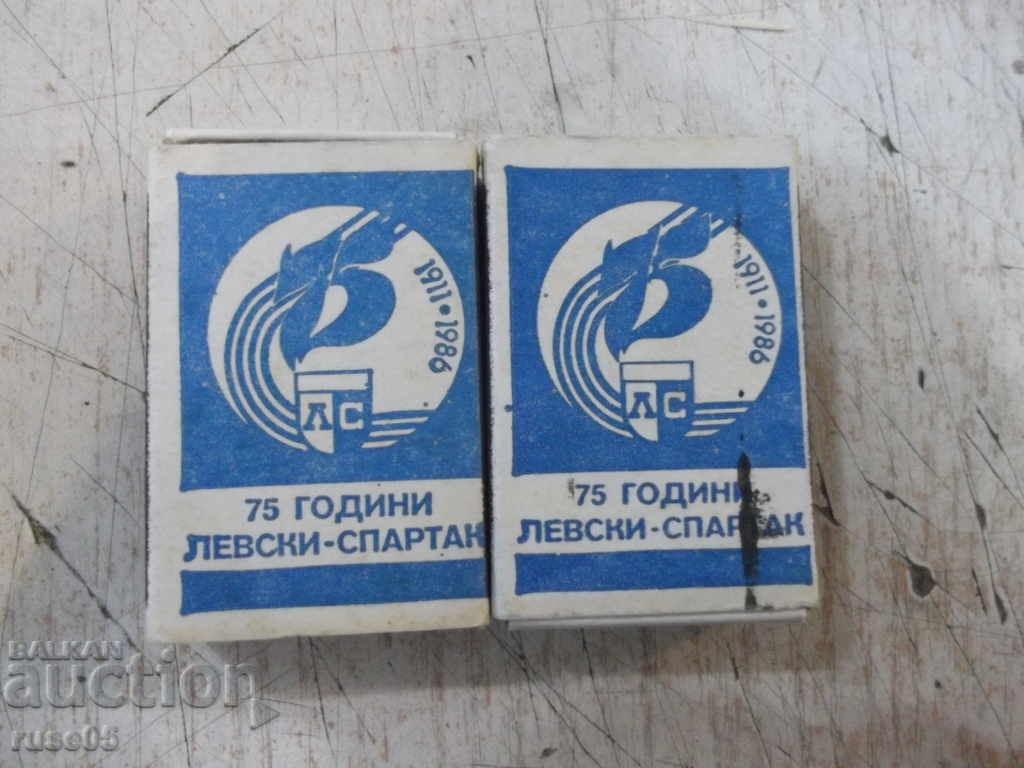 1911 • 1986
ЛС
75 ГОДИНИ
ЛЕВСКИ-СПАРТАК
1911 • 1986
ЛС
75 ГОДИНИ
ЛЕВСКИ-СПАРТАК
BALKAN
auction
ruse05